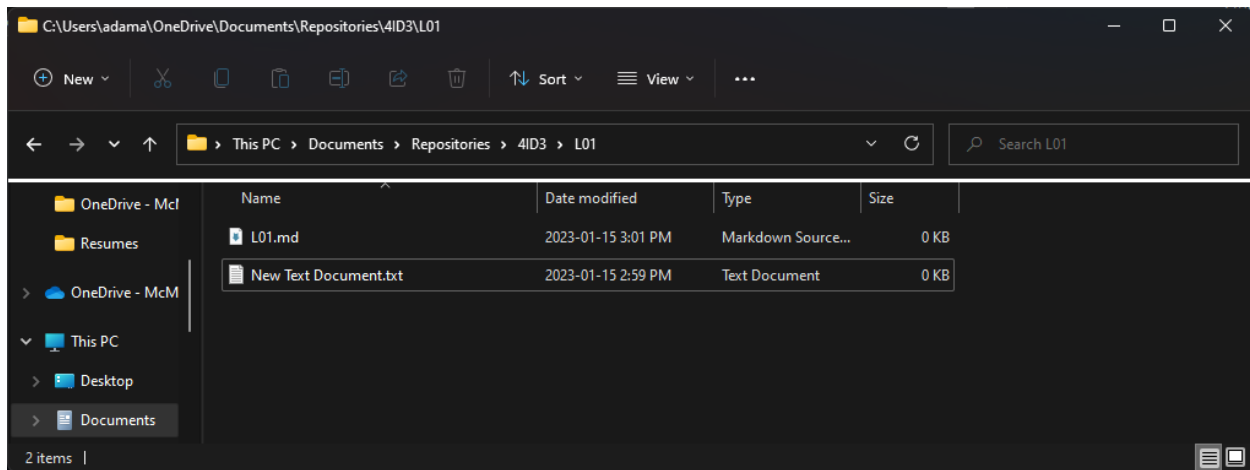 C:\Users\adama\OneDrive\Documents\Repositories\4ID3\L01
New Sort View
This PC > Documents > Repositories > 4ID3 > L01 Search L01
Name Date modified Type Size
OneDrive - Mcl
L01.md 2023-01-15 3:01 PM Markdown Source... 0 KB
Resumes
New Text Document.txt 2023-01-15 2:59 PM Text Document 0 KB
OneDrive - McM
This PC
Desktop
Documents
2 items